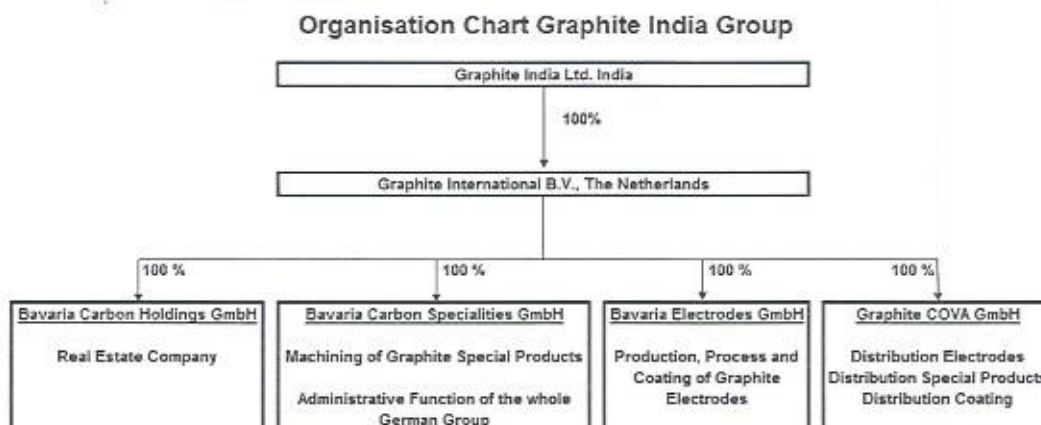 Organisation Chart Graphite India Group
Graphite India Ltd. India
100%
Graphite International B.V., The Netherlands
100 %
100 %
100 %
100 %
Bavaria Carbon Holdings GmbH
Real Estate Company
Bavaria Carbon Specialities GmbH
Machining of Graphite Special Products
Administrative Function of the whole
German Group
Bavaria Electrodes GmbH
Production, Process and
Coating of Graphite
Electrodes
Graphite COVA GmbH
Distribution Electrodes
Distribution Special Products
Distribution Coating